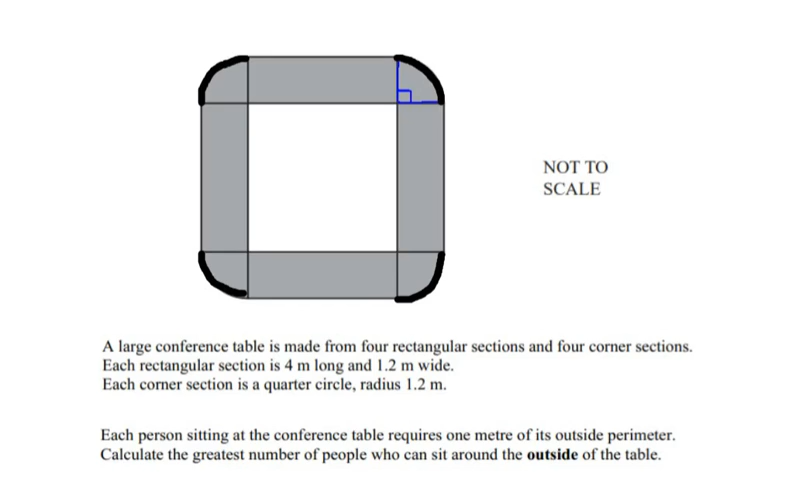 NOT TO
SCALE
A large conference table is made from four rectangular sections and four corner sections.
Each rectangular section is 4 m long and 1.2 m wide.
Each corner section is a quarter circle, radius 1.2 m.
Each person sitting at the conference table requires one metre of its outside perimeter.
Calculate the greatest number of people who can sit around the outside of the table.